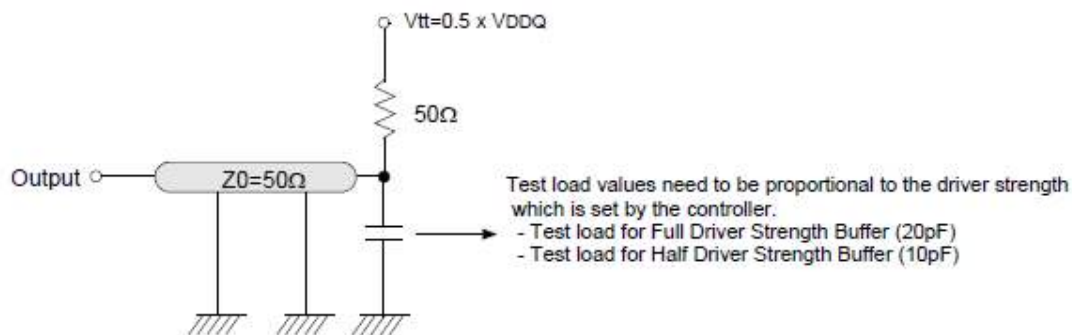 Vtt=0.5 x VDDQ
50Ω
Output
Z0=50Ω
Test load values need to be proportional to the driver strength
which is set by the controller.
- Test load for Full Driver Strength Buffer (20pF)
- Test load for Half Driver Strength Buffer (10pF)